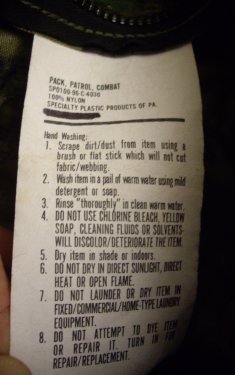 PACK, PATROL, COMBAT
SPO100-96-C-4036
100% NYLON
SPECIALTY PLASTIC PRODUCTS OF PA.
Hand Washing:
1. Scrape dirt/dust from item using a
brush or flat stick which will not cut
fabric/webbing.
2. Wash item in a pail of warm water using mild
detergent or soap.
3. Rinse "thoroughly" in clean warm water.
4. DO NOT USE CHLORINE BLEACH, YELLOW
SOAP, CLEANING FLUIDS OR SOLVENTS-
WILL DISCOLOR/DETERIORATE THE ITEM.
5. Dry item in shade or indoors.
6. DO NOT DRY IN DIRECT SUNLIGHT, DIRECT
HEAT OR OPEN FLAME.
7. DO NOT LAUNDER OR DRY ITEM IN
FIXED/COMMERCIAL/HOME-TYPE LAUNDRY
EQUIPMENT.
8. DO NOT ATTEMPT TO DYE ITEM
OR REPAIR IT. TURN IN FOR
REPAIR/REPLACEMENT.